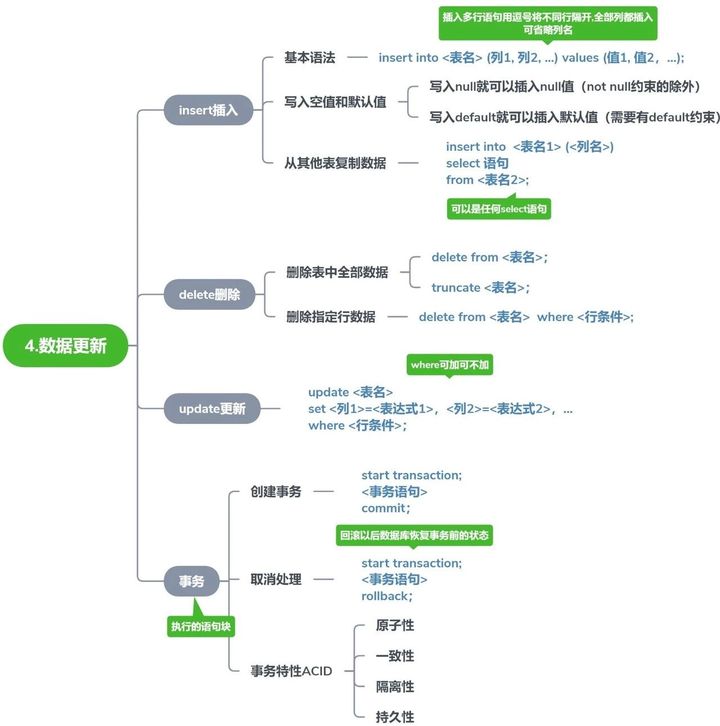 4.数据更新
insert插入
基本语法
插入多行语句用逗号将不同行隔开,全部列都插入
可省略列名
insert into <表名> (列1, 列2, ...) values (值1, 值2，...);
写入空值和默认值
写入null就可以插入null值（not null约束的除外）
写入default就可以插入默认值（需要有default约束）
从其他表复制数据
insert into  <表名1> (<列名>)
select 语句
from <表名2>;
可以是任何select语句
delete删除
删除表中全部数据
delete from <表名>；
truncate <表名>；
删除指定行数据
delete from <表名>  where <行条件>;
update更新
where可加可不加
update <表名>
set <列1>=<表达式1>，<列2>=<表达式2>，...
where <行条件>；
事务
执行的语句块
创建事务
start transaction;
<事务语句>
commit；
取消处理
回滚以后数据库恢复事务前的状态
start transaction;
<事务语句>
rollback；
事务特性ACID
原子性
一致性
隔离性
持久性